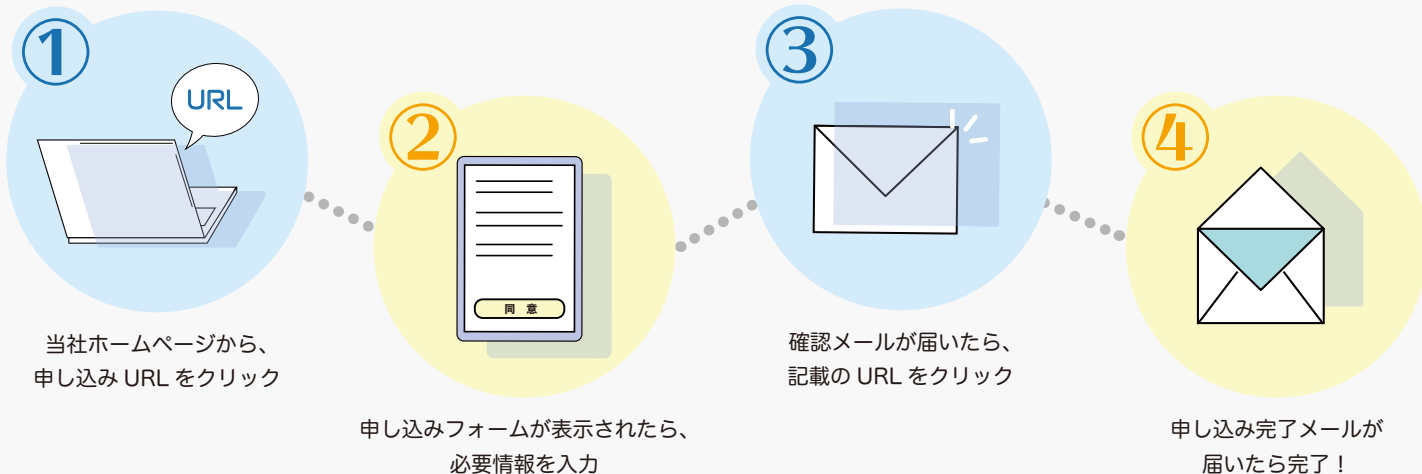 ①
URL
当社ホームページから、
申し込み URL をクリック
②
同 意
申し込みフォームが表示されたら、
必要情報を入力
③
確認メールが届いたら、
記載の URL をクリック
④
申し込み完了メールが
届いたら完了！